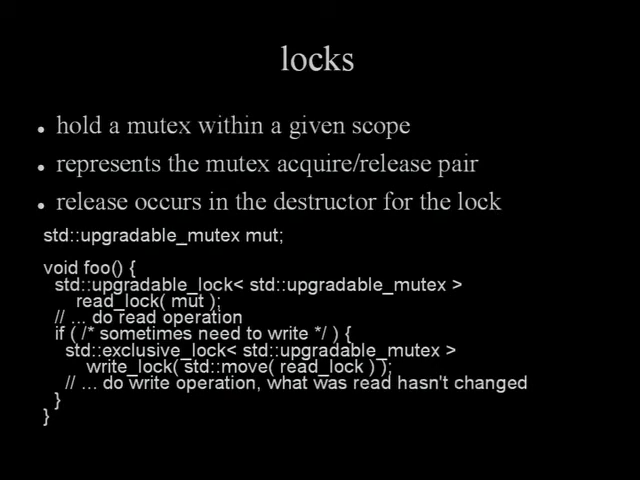 locks
● hold a mutex within a given scope
● represents the mutex acquire/release pair
● release occurs in the destructor for the lock
std::upgradable_mutex mut;
void foo() {
std::upgradable_lock< std::upgradable_mutex >
read_lock( mut );
// ... do read operation
if ( /* sometimes need to write */ ) {
std::exclusive_lock< std::upgradable_mutex >
write_lock( std::move( read_lock ) );
// ... do write operation, what was read hasn't changed
}
}